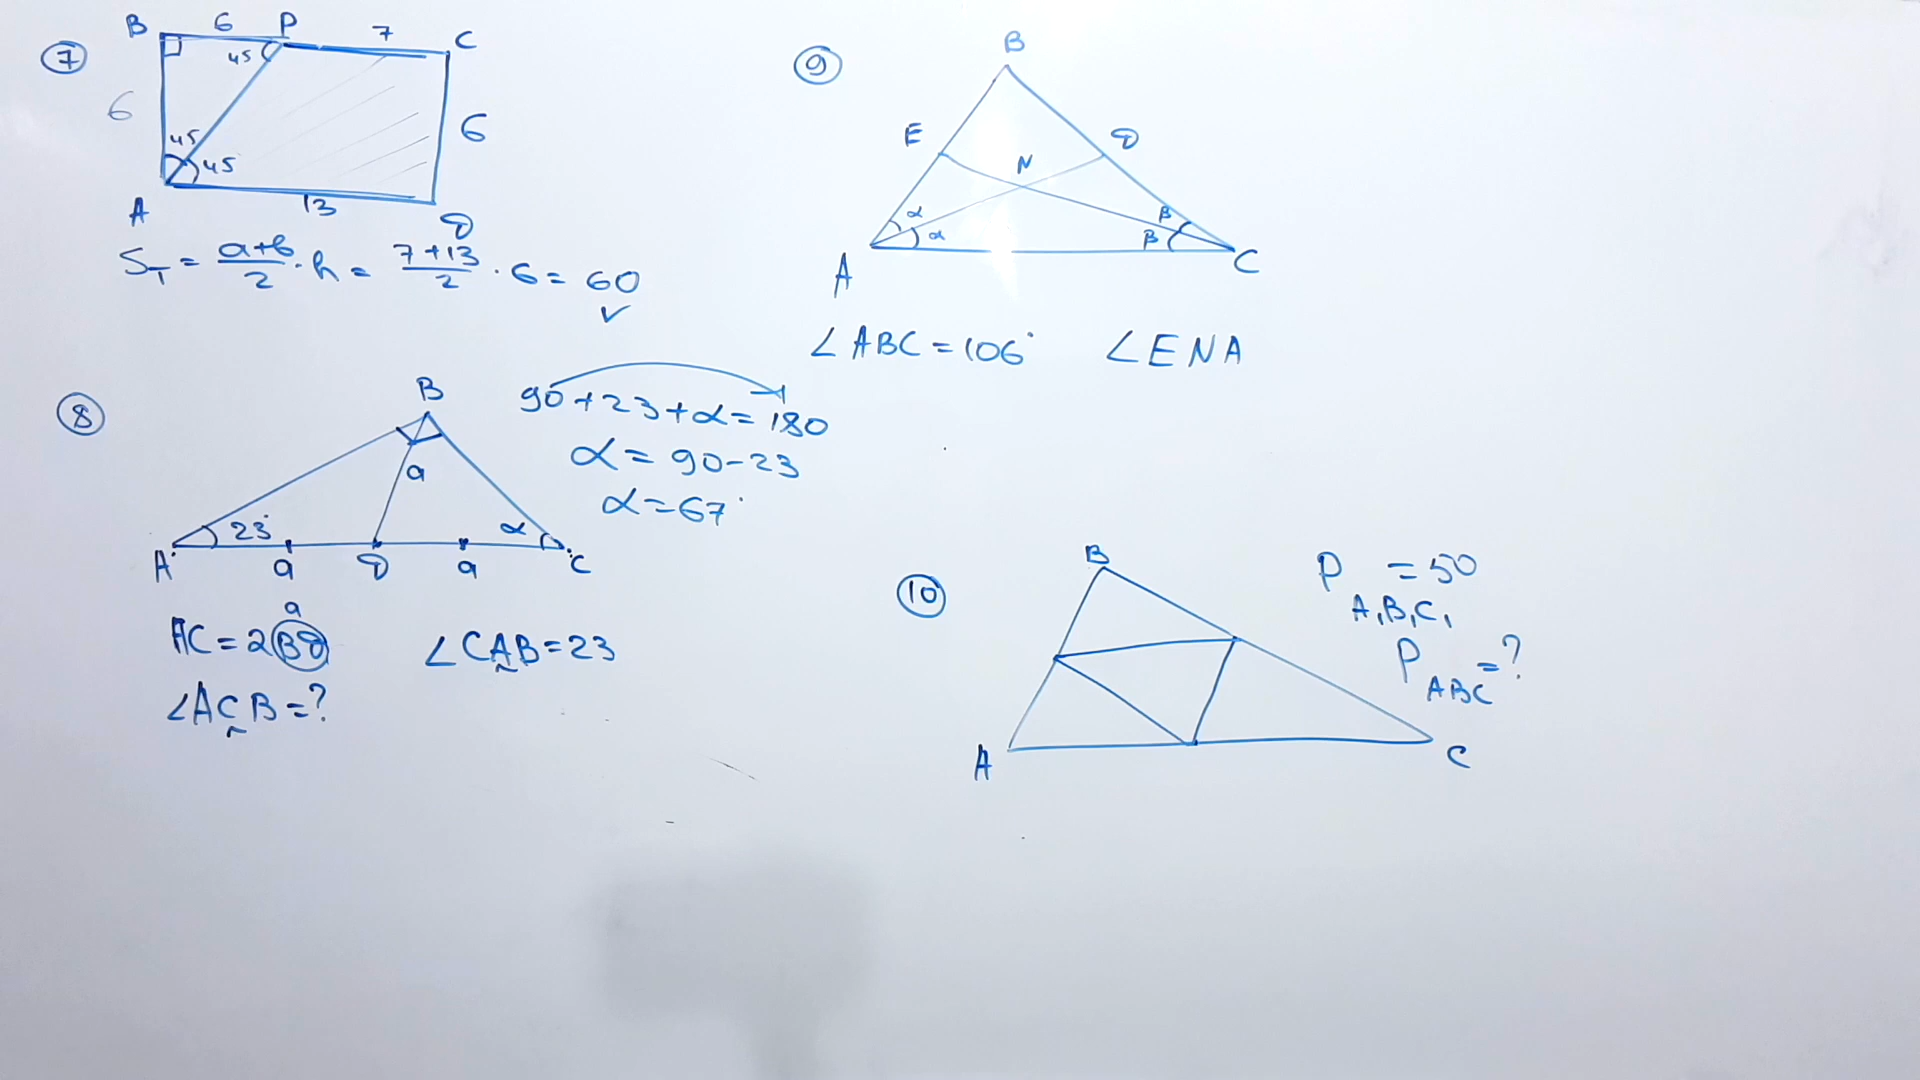 7
B 6 P 7 C
45
6
6
45
45
A 13 D
S_T = (a+b)/2 · h = (7+13)/2 · 6 = 60
✓
8
B
a
A 23° a D a α C
90+23+α=180
α=90-23
α=67°
a
AC=2BD ∠CAB=23
∠ACB=?
9
B
E N D
α β
α β
A C
∠ABC=106° ∠ENA
10
B
A C
P A₁B₁C₁ = 50
P ABC = ?